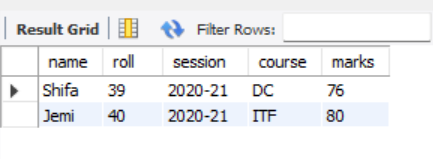 Result Grid Filter Rows:
name roll session course marks
Shifa 39 2020-21 DC 76
Jemi 40 2020-21 ITF 80